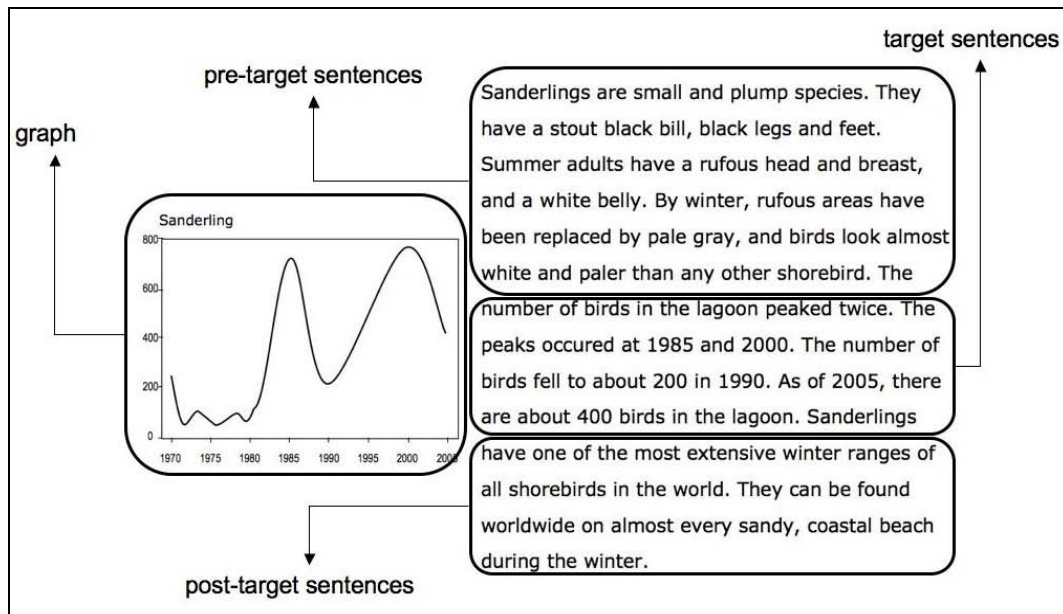 target sentences
pre-target sentences
graph
Sanderlings are small and plump species. They
have a stout black bill, black legs and feet.
Summer adults have a rufous head and breast,
and a white belly. By winter, rufous areas have
been replaced by pale gray, and birds look almost
white and paler than any other shorebird. The
number of birds in the lagoon peaked twice. The
peaks occured at 1985 and 2000. The number of
birds fell to about 200 in 1990. As of 2005, there
are about 400 birds in the lagoon. Sanderlings
have one of the most extensive winter ranges of
all shorebirds in the world. They can be found
worldwide on almost every sandy, coastal beach
during the winter.
Sanderling
800
600
400
200
0
1970 1975 1980 1985 1990 1995 2000 2005
post-target sentences